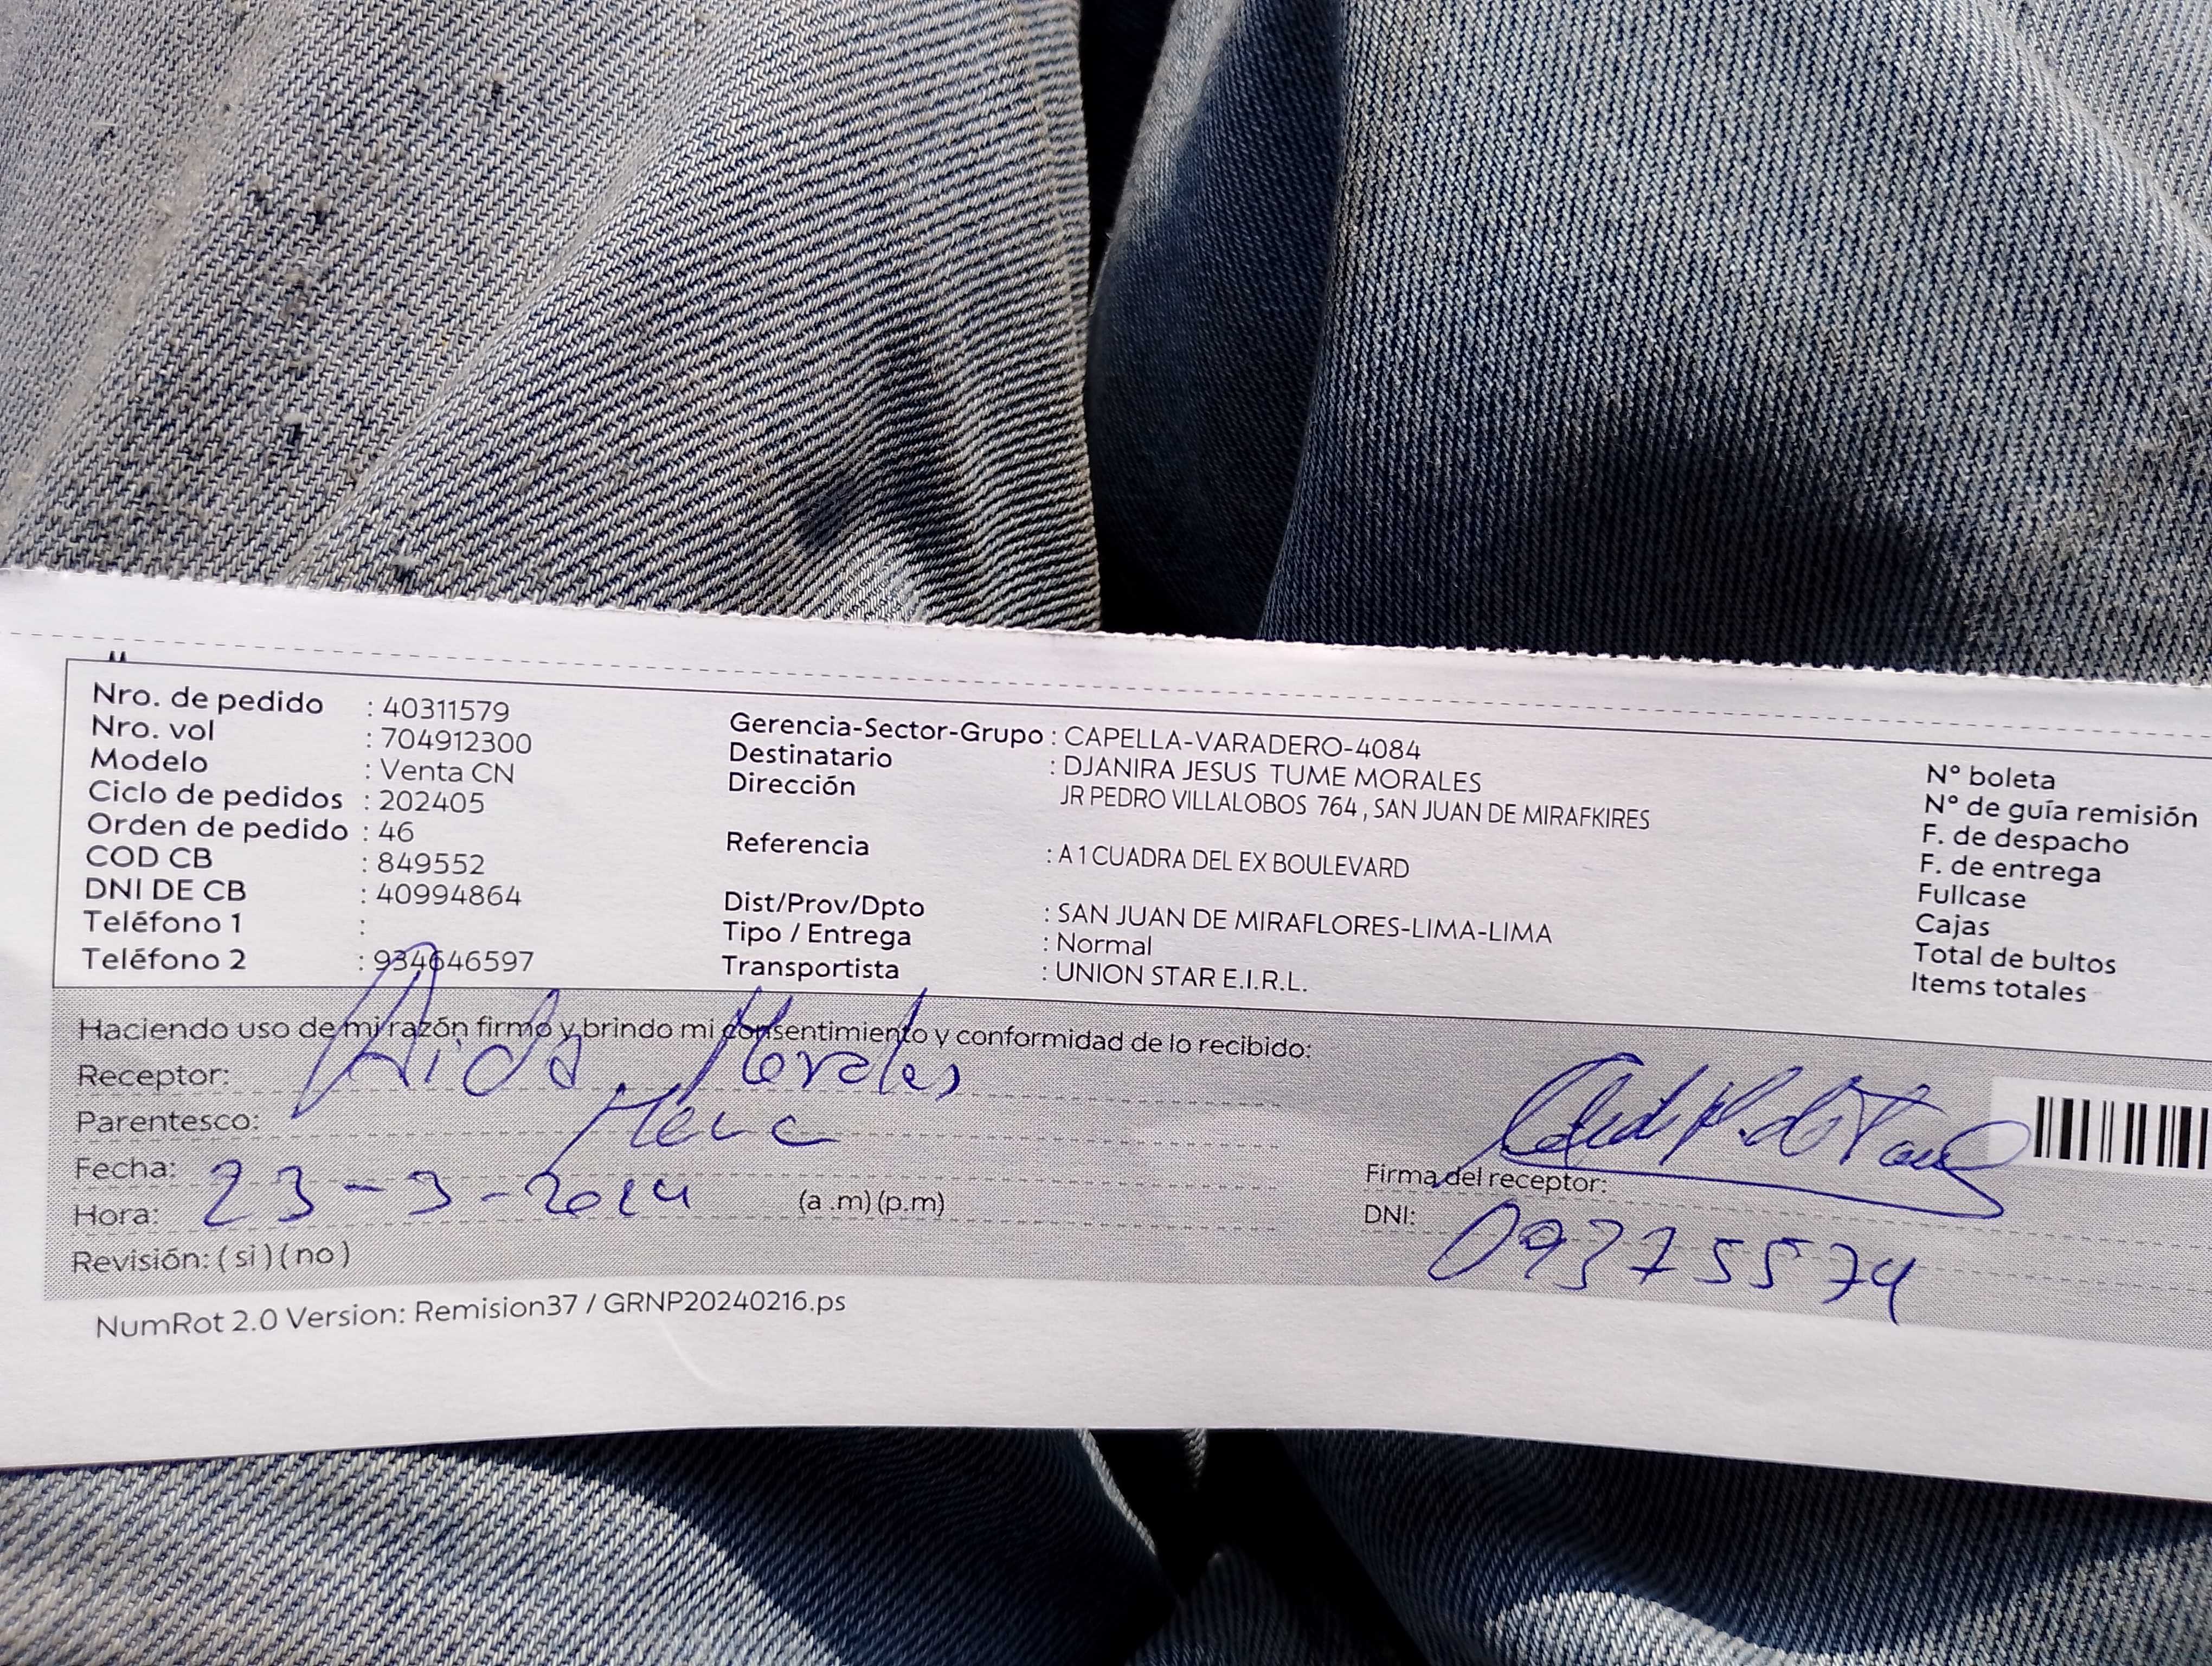 Nro. de pedido : 40311579
Nro. vol : 704912300
Modelo : Venta CN
Ciclo de pedidos : 202405
Orden de pedido : 46
COD CB : 849552
DNI DE CB : 40994864
Teléfono 1 :
Teléfono 2 : 934646597
Gerencia-Sector-Grupo : CAPELLA-VARADERO-4084
Destinatario : DJANIRA JESUS TUME MORALES
Dirección JR PEDRO VILLALOBOS 764 , SAN JUAN DE MIRAFKIRES
Referencia : A 1 CUADRA DEL EX BOULEVARD
Dist/Prov/Dpto : SAN JUAN DE MIRAFLORES-LIMA-LIMA
Tipo / Entrega : Normal
Transportista : UNION STAR E.I.R.L.
N° boleta
N° de guía remisión
F. de despacho
F. de entrega
Fullcase
Cajas
Total de bultos
Items totales
Haciendo uso de mi razón firmo y brindo mi consentimiento y conformidad de lo recibido:
Receptor: Aida Morales
Parentesco:
Fecha: 23-3-2024
Hora: (a .m) (p.m)
Revisión: ( si ) ( no )
Firma del receptor:
DNI: 09375574
NumRot 2.0 Version: Remision37 / GRNP20240216.ps